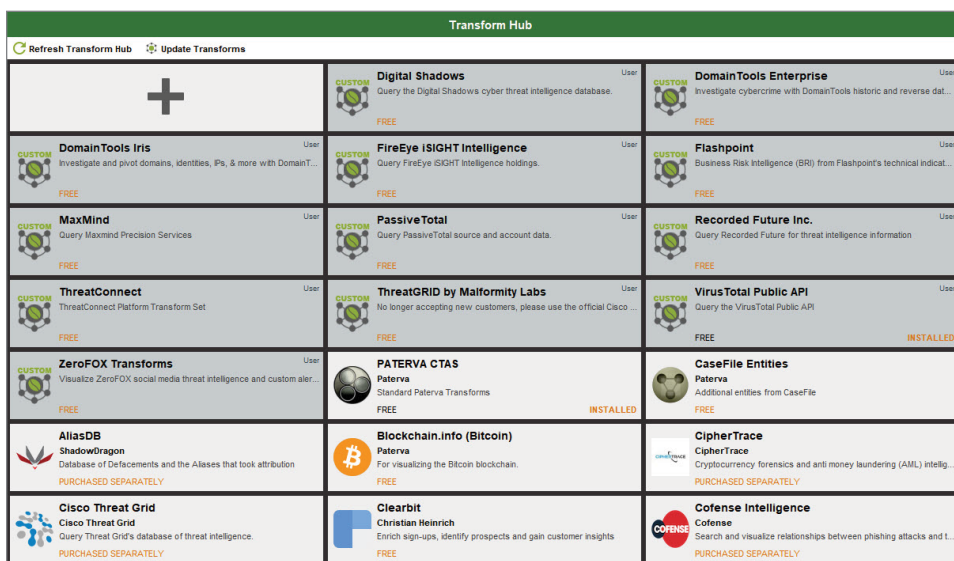 Transform Hub
Refresh Transform Hub Update Transforms
CUSTOM Digital Shadows User
Query the Digital Shadows cyber threat intelligence database.
FREE
CUSTOM DomainTools Enterprise User
Investigate cybercrime with DomainTools historic and reverse dat...
FREE
CUSTOM DomainTools Iris User
Investigate and pivot domains, identities, IPs, & more with DomainT...
FREE
CUSTOM FireEye iSIGHT Intelligence User
Query FireEye iSIGHT Intelligence holdings.
FREE
CUSTOM Flashpoint User
Business Risk Intelligence (BRI) from Flashpoint's technical indicat...
FREE
CUSTOM MaxMind User
Query Maxmind Precision Services
FREE
CUSTOM PassiveTotal User
Query PassiveTotal source and account data.
FREE
CUSTOM Recorded Future Inc. User
Query Recorded Future for threat intelligence information
FREE
CUSTOM ThreatConnect User
ThreatConnect Platform Transform Set
FREE
CUSTOM ThreatGRID by Malformity Labs User
No longer accepting new customers, please use the official Cisco ...
FREE
CUSTOM VirusTotal Public API User
Query the VirusTotal Public API
FREE INSTALLED
CUSTOM ZeroFOX Transforms User
Visualize ZeroFOX social media threat intelligence and custom aler...
FREE
PATERVA CTAS
Paterva
Standard Paterva Transforms
FREE INSTALLED
CaseFile Entities
Paterva
Additional entities from CaseFile
FREE
AliasDB
ShadowDragon
Database of Defacements and the Aliases that took attribution
PURCHASED SEPARATELY
Blockchain.info (Bitcoin)
Paterva
For visualizing the Bitcoin blockchain.
FREE
CIPHERTRACE
CipherTrace
CipherTrace
Cryptocurrency forensics and anti money laundering (AML) intellig...
PURCHASED SEPARATELY
Cisco Threat Grid
Cisco Threat Grid
Query Threat Grid's database of threat intelligence.
PURCHASED SEPARATELY
Clearbit
Christian Heinrich
Enrich sign-ups, identify prospects and gain customer insights
FREE
COFENSE
Cofense Intelligence
Cofense
Search and visualize relationships between phishing attacks and t...
PURCHASED SEPARATELY